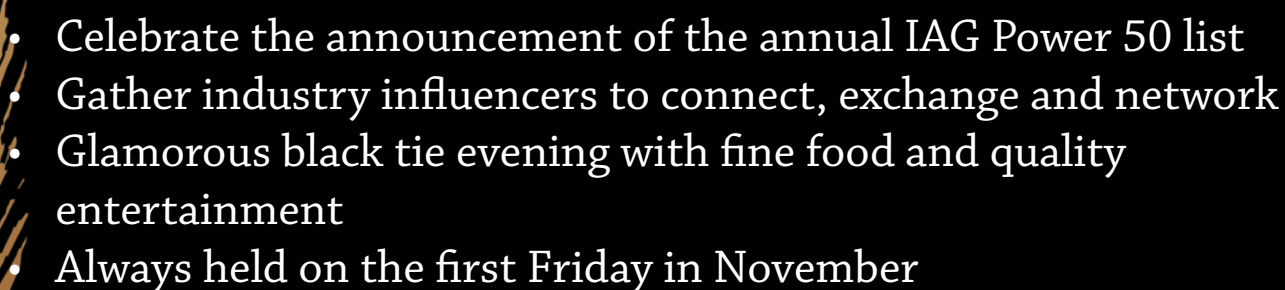 • Celebrate the announcement of the annual IAG Power 50 list
• Gather industry influencers to connect, exchange and network
• Glamorous black tie evening with fine food and quality
entertainment
• Always held on the first Friday in November